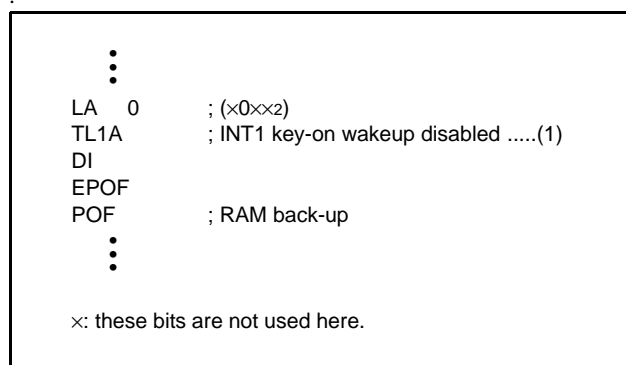 .
•
•
•
LA 0 ; (×0××2)
TL1A ; INT1 key-on wakeup disabled .....(1)
DI
EPOF
POF ; RAM back-up
•
•
•
×: these bits are not used here.